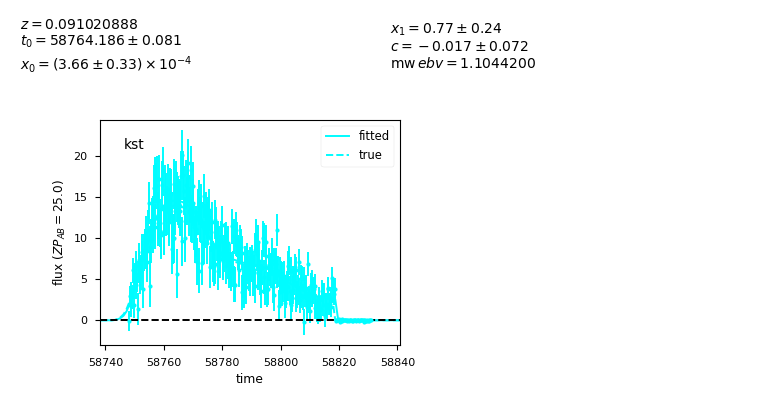 z = 0.091020888
t₀ = 58764.186 ± 0.081
x₀ = (3.66 ± 0.33) × 10⁻⁴
x₁ = 0.77 ± 0.24
c = −0.017 ± 0.072
mw ebv = 1.1044200
kst
fitted
true
flux (ZP_AB = 25.0)
20
15
10
5
0
58740 58760 58780 58800 58820 58840
time